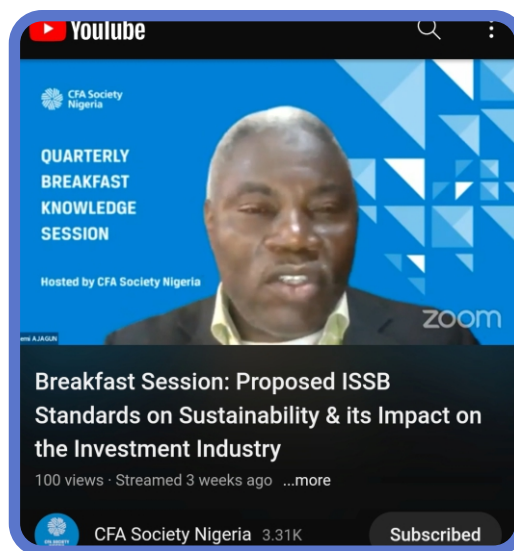 YouTube
CFA Society
Nigeria
QUARTERLY
BREAKFAST
KNOWLEDGE
SESSION
Hosted by CFA Society Nigeria
emi AJAGUN
zoom
Breakfast Session: Proposed ISSB
Standards on Sustainability & its Impact on
the Investment Industry
100 views · Streamed 3 weeks ago ...more
CFA Society Nigeria 3.31K
Subscribed